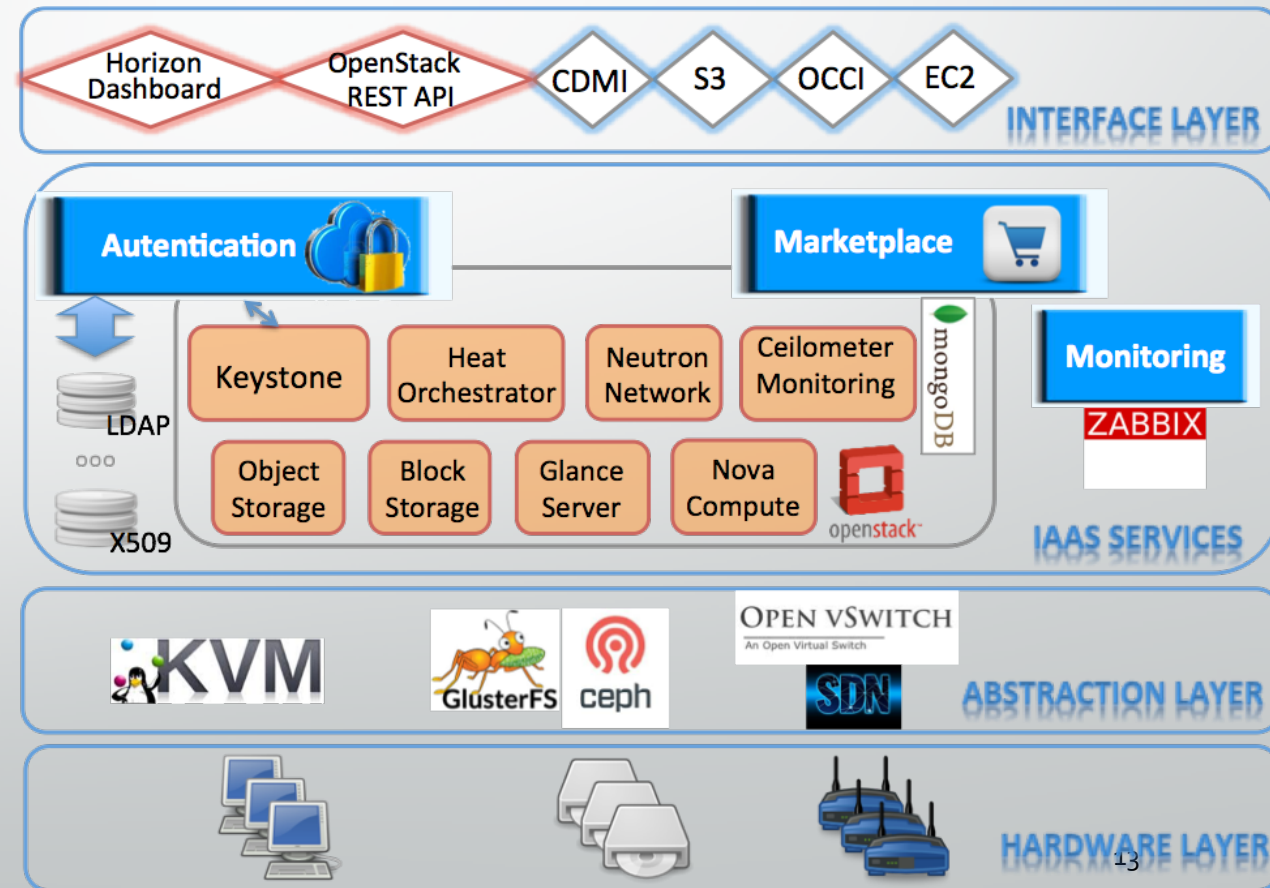 Horizon
Dashboard
OpenStack
REST API
CDMI
S3
OCCI
EC2
INTERFACE LAYER
Autentication
Marketplace
Keystone
Heat
Orchestrator
Neutron
Network
Ceilometer
Monitoring
mongoDB
Monitoring
ZABBIX
LDAP
ooo
X509
Object
Storage
Block
Storage
Glance
Server
Nova
Compute
openstack™
IAAS SERVICES
KVM
GlusterFS
ceph
OPEN VSWITCH
An Open Virtual Switch
SDN
ABSTRACTION LAYER
HARDWARE LAYER
13